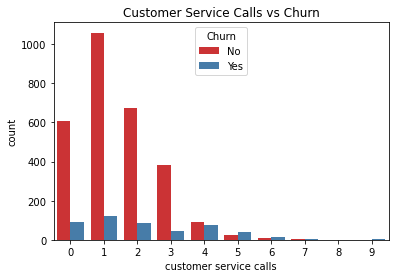 Customer Service Calls vs Churn
Churn
No
Yes
1000
800
600
400
200
0
count
0 1 2 3 4 5 6 7 8 9
customer service calls